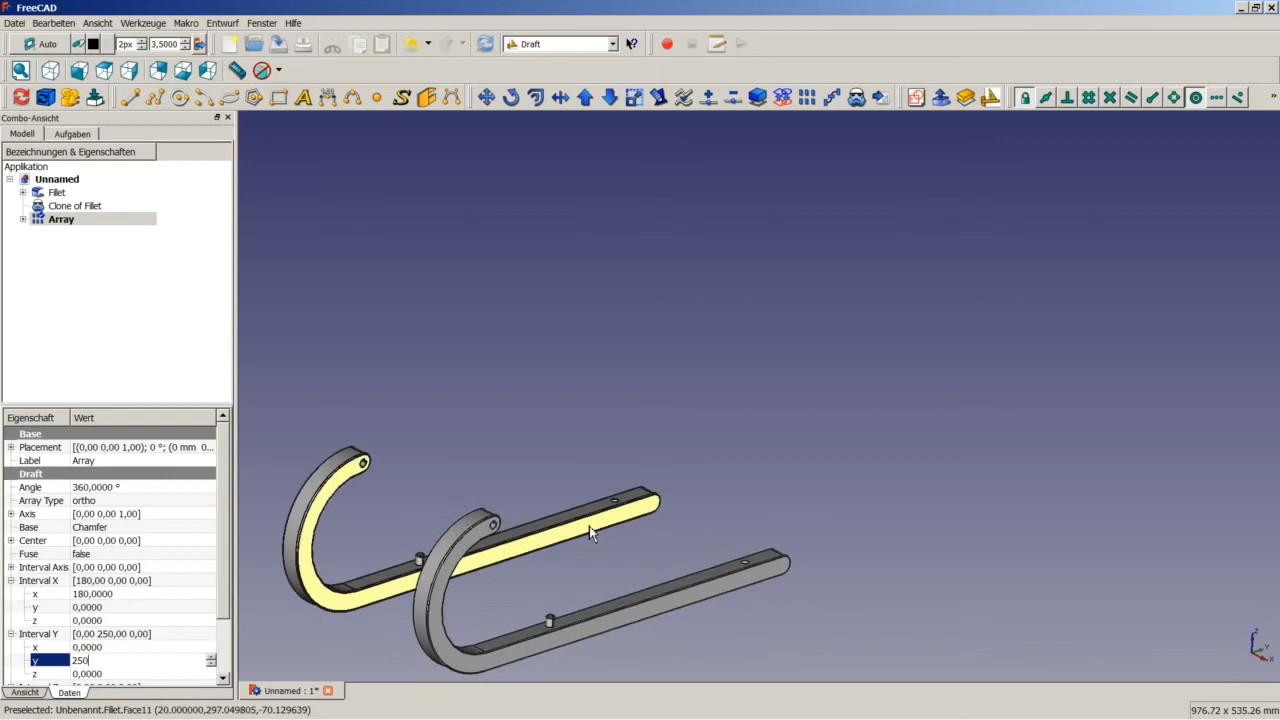 FreeCAD
Datei Bearbeiten Ansicht Werkzeuge Makro Entwurf Fenster Hilfe
Auto 2px 3,5000 Draft
Combo-Ansicht
Modell Aufgaben
Bezeichnungen & Eigenschaften
Applikation
Unnamed
Fillet
Clone of Fillet
Array
Eigenschaft Wert
Base
Placement [(0,00 0,00 1,00); 0 °; (0 mm 0...
Label Array
Draft
Angle 360,0000 °
Array Type ortho
Axis [0,00 0,00 1,00]
Base Chamfer
Center [0,00 0,00 0,00]
Fuse false
Interval Axis [0,00 0,00 0,00]
Interval X [180,00 0,00 0,00]
x 180,0000
y 0,0000
z 0,0000
Interval Y [0,00 250,00 0,00]
x 0,0000
y 250
z 0,0000
Ansicht Daten
Unnamed : 1*
Preselected: Unbenannt.Fillet.Face11 (20.000000,297.049805,-70.129639)
976.72 x 535.26 mm